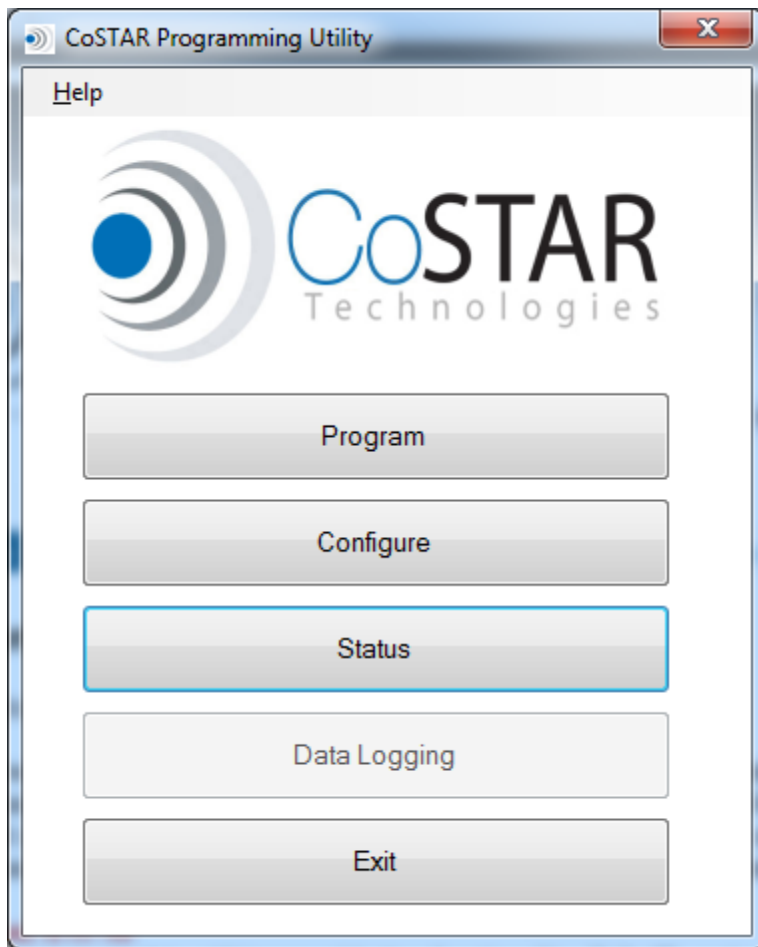 CoSTAR Programming Utility
Help
CoSTAR
Technologies
Program
Configure
Status
Data Logging
Exit